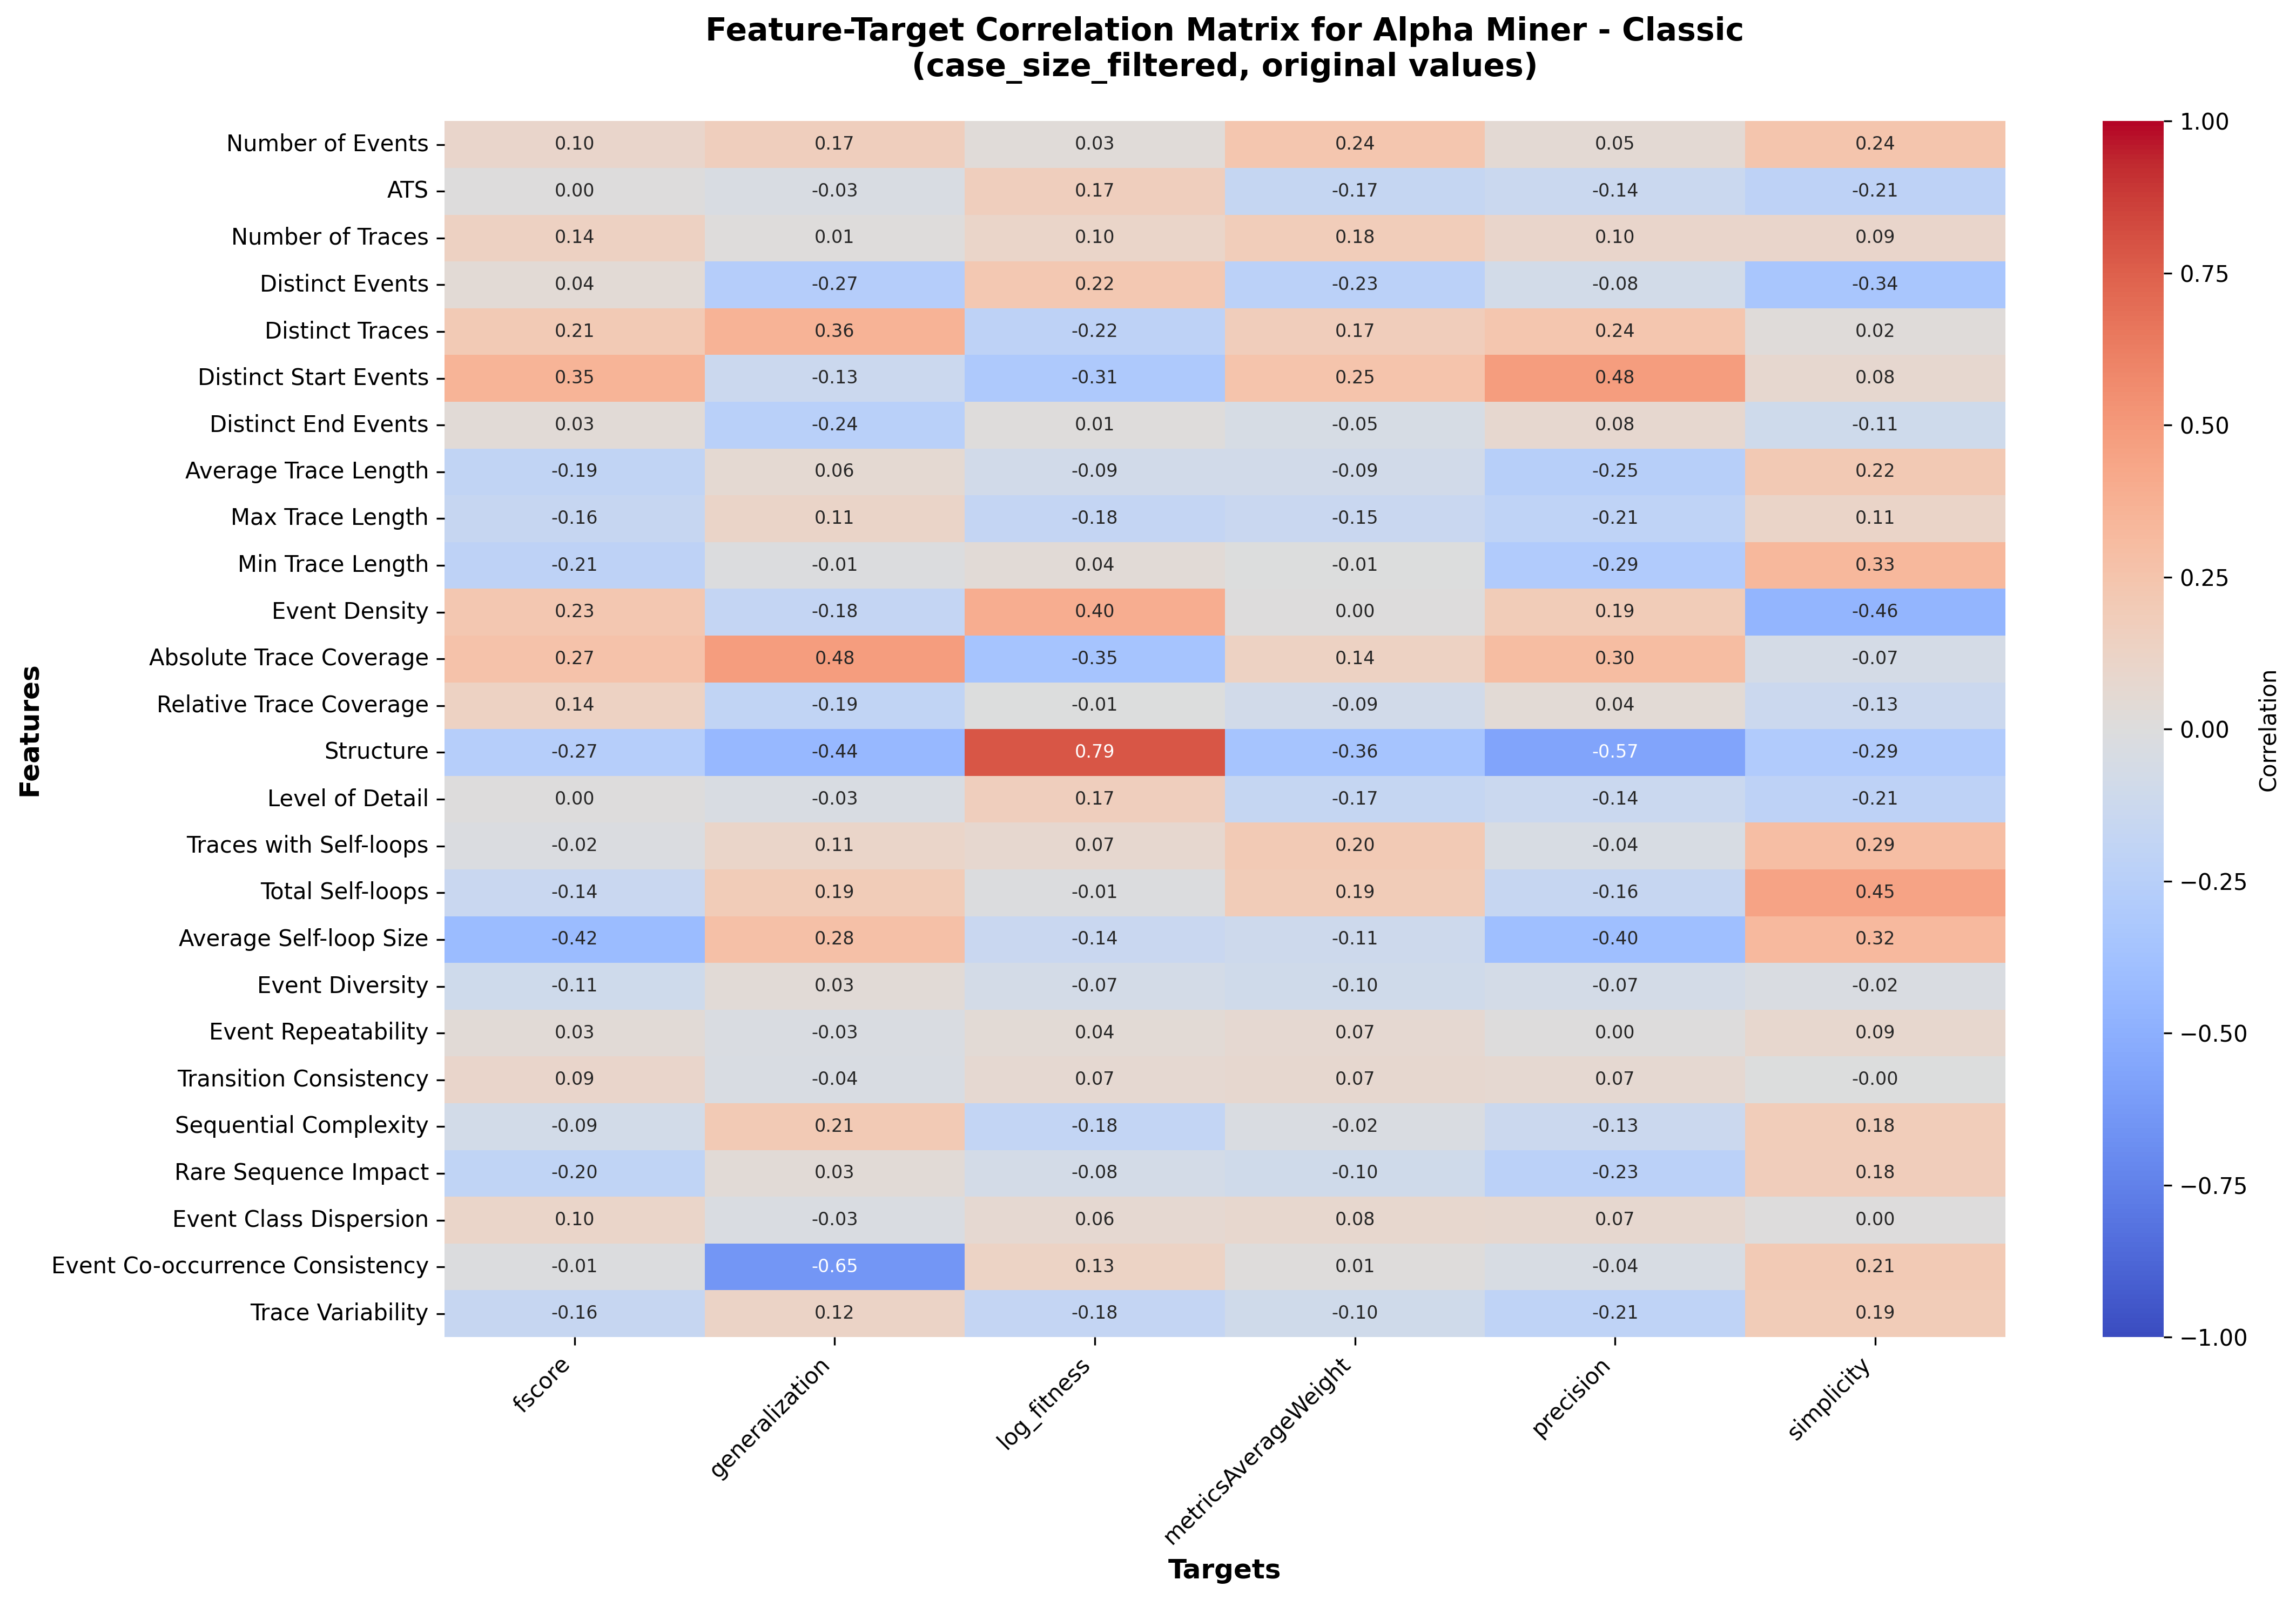 Feature-Target Correlation Matrix for Alpha Miner - Classic
(case_size_filtered, original values)
Features
Number of Events 0.10 0.17 0.03 0.24 0.05 0.24
ATS 0.00 -0.03 0.17 -0.17 -0.14 -0.21
Number of Traces 0.14 0.01 0.10 0.18 0.10 0.09
Distinct Events 0.04 -0.27 0.22 -0.23 -0.08 -0.34
Distinct Traces 0.21 0.36 -0.22 0.17 0.24 0.02
Distinct Start Events 0.35 -0.13 -0.31 0.25 0.48 0.08
Distinct End Events 0.03 -0.24 0.01 -0.05 0.08 -0.11
Average Trace Length -0.19 0.06 -0.09 -0.09 -0.25 0.22
Max Trace Length -0.16 0.11 -0.18 -0.15 -0.21 0.11
Min Trace Length -0.21 -0.01 0.04 -0.01 -0.29 0.33
Event Density 0.23 -0.18 0.40 0.00 0.19 -0.46
Absolute Trace Coverage 0.27 0.48 -0.35 0.14 0.30 -0.07
Relative Trace Coverage 0.14 -0.19 -0.01 -0.09 0.04 -0.13
Structure -0.27 -0.44 0.79 -0.36 -0.57 -0.29
Level of Detail 0.00 -0.03 0.17 -0.17 -0.14 -0.21
Traces with Self-loops -0.02 0.11 0.07 0.20 -0.04 0.29
Total Self-loops -0.14 0.19 -0.01 0.19 -0.16 0.45
Average Self-loop Size -0.42 0.28 -0.14 -0.11 -0.40 0.32
Event Diversity -0.11 0.03 -0.07 -0.10 -0.07 -0.02
Event Repeatability 0.03 -0.03 0.04 0.07 0.00 0.09
Transition Consistency 0.09 -0.04 0.07 0.07 0.07 -0.00
Sequential Complexity -0.09 0.21 -0.18 -0.02 -0.13 0.18
Rare Sequence Impact -0.20 0.03 -0.08 -0.10 -0.23 0.18
Event Class Dispersion 0.10 -0.03 0.06 0.08 0.07 0.00
Event Co-occurrence Consistency -0.01 -0.65 0.13 0.01 -0.04 0.21
Trace Variability -0.16 0.12 -0.18 -0.10 -0.21 0.19
fscore
generalization
log_fitness
metricsAverageWeight
precision
simplicity
Targets
1.00
0.75
0.50
0.25
0.00
−0.25
−0.50
−0.75
−1.00
Correlation